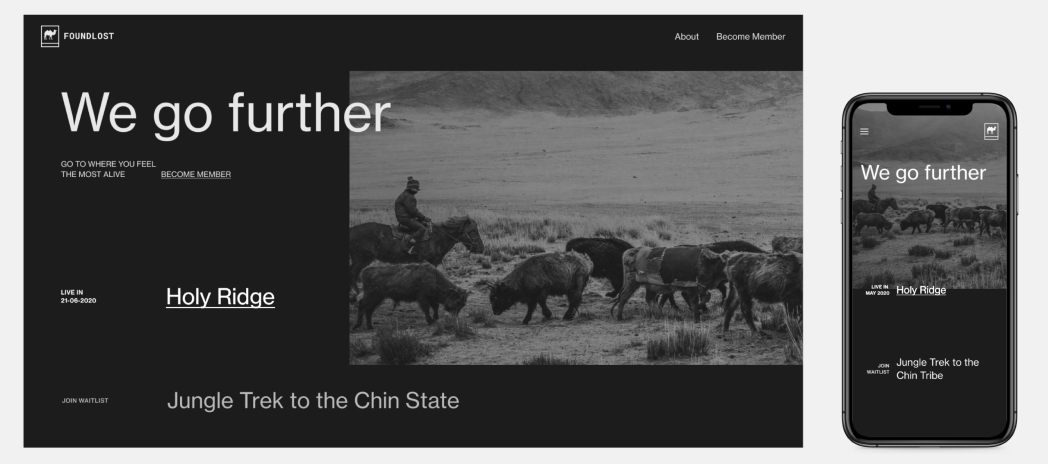 FOUNDLOST
About
Become Member
We go further
GO TO WHERE YOU FEEL
THE MOST ALIVE
BECOME MEMBER
LIVE IN
21-06-2020
Holy Ridge
JOIN WAITLIST
Jungle Trek to the Chin State
We go further
LIVE IN
MAY 2020
Holy Ridge
JOIN
WAITLIST
Jungle Trek to the
Chin Tribe